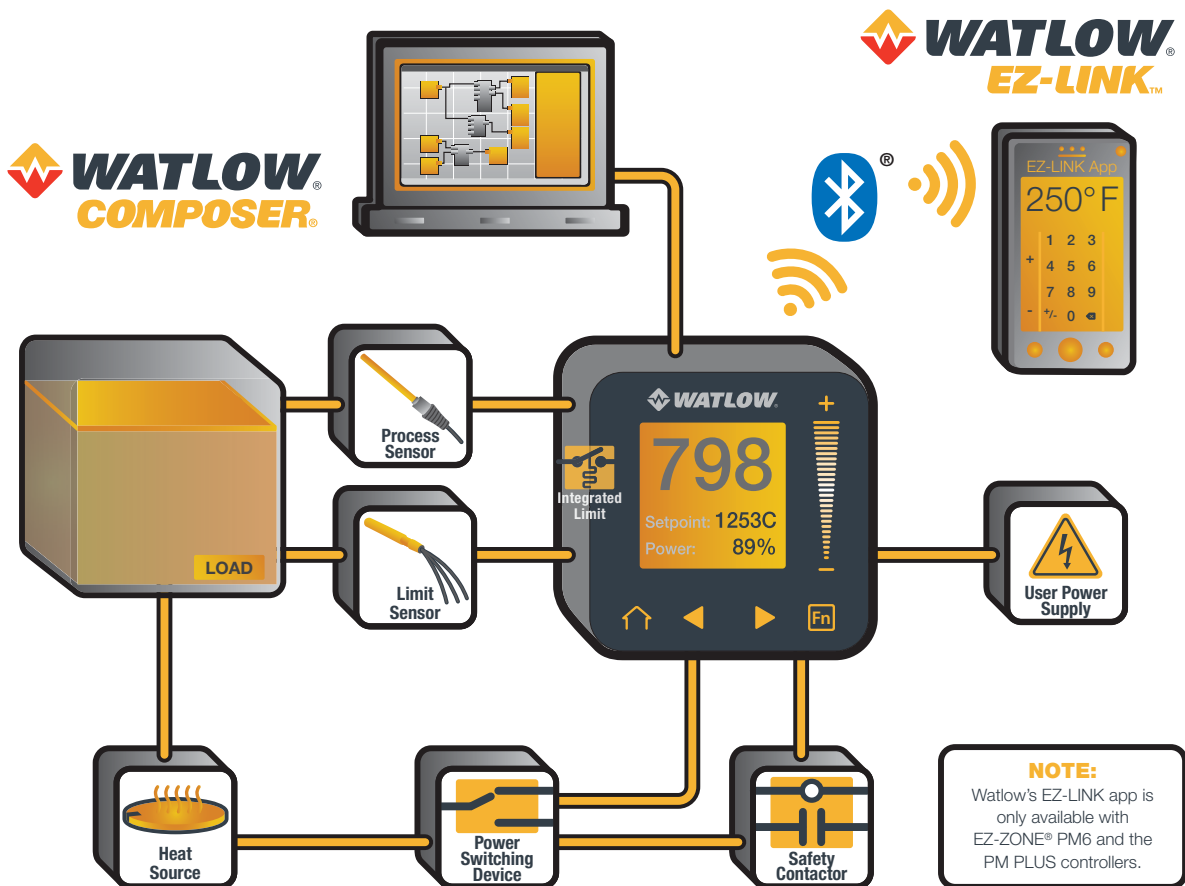 WATLOW®
EZ-LINK™
WATLOW®
COMPOSER®
®
EZ-LINK App
250°F
1 2 3
+
4 5 6
7 8 9
- +/- 0
Process
Sensor
WATLOW®
+
798
Integrated
Limit
Setpoint: 1253C
Power: 89%
−
LOAD
Limit
Sensor
User Power
Supply
Fn
Heat
Source
Power
Switching
Device
Safety
Contactor
NOTE:
Watlow's EZ-LINK app is
only available with
EZ-ZONE® PM6 and the
PM PLUS controllers.